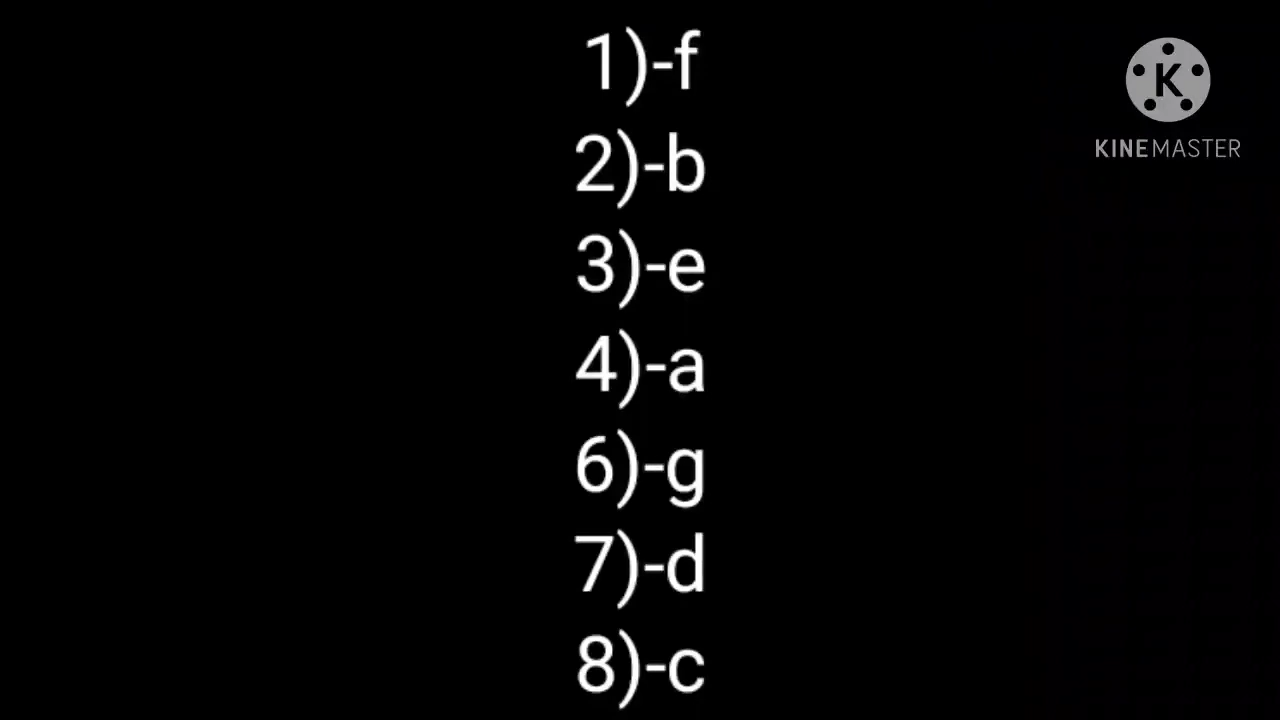 1)-f
2)-b
3)-e
4)-a
6)-g
7)-d
8)-c
K
KINEMASTER